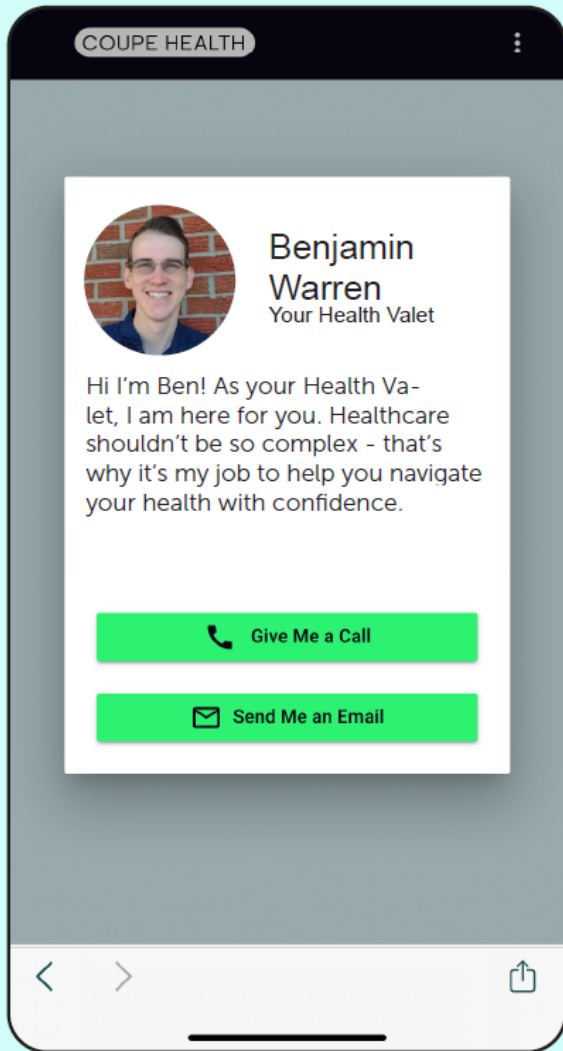 COUPE HEALTH
Benjamin
Warren
Your Health Valet
Hi I’m Ben! As your Health Va-
let, I am here for you. Healthcare
shouldn’t be so complex - that’s
why it’s my job to help you navigate
your health with confidence.
Give Me a Call
Send Me an Email